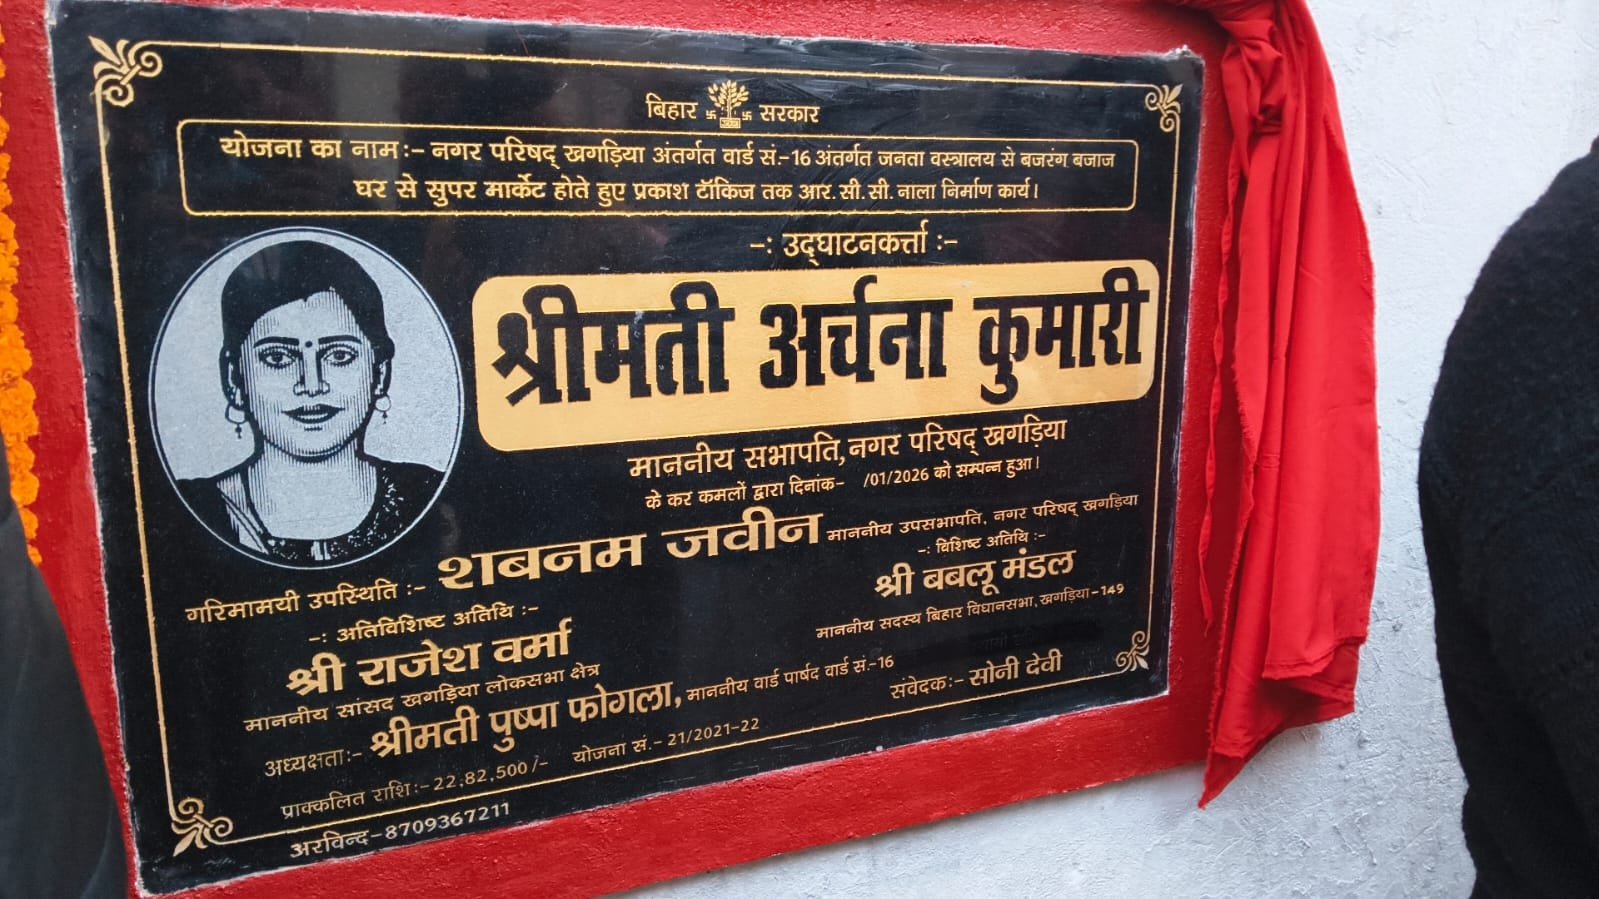 बिहार सरकार
योजना का नाम:- नगर परिषद् खगड़िया अंतर्गत वार्ड सं.-16 अंतर्गत जनता वस्त्रालय से बजरंग बजाज
घर से सुपर मार्केट होते हुए प्रकाश टॉकिज तक आर.सी.सी.नाला निर्माण कार्य।
-: उद्घाटनकर्त्ता :-
श्रीमती अर्चना कुमारी
माननीय सभापति, नगर परिषद् खगड़िया
के कर कमलों द्वारा दिनांक- /01/2026 को सम्पन्न हुआ।
गरिमामयी उपस्थिति :- शबनम जवीन माननीय उपसभापति, नगर परिषद् खगड़िया
-: अतिविशिष्ट अतिथि :-
श्री राजेश वर्मा
माननीय सांसद खगड़िया लोकसभा क्षेत्र
-: विशिष्ट अतिथि :-
श्री बबलू मंडल
माननीय सदस्य बिहार विधानसभा, खगड़िया-149
अध्यक्षता:- श्रीमती पुष्पा फोगला, माननीय वार्ड पार्षद वार्ड सं.-16
प्राक्कलित राशि:-22,82,500/- योजना सं.- 21/2021-22
संवेदक:- सोनी देवी
अरविन्द-8709367211